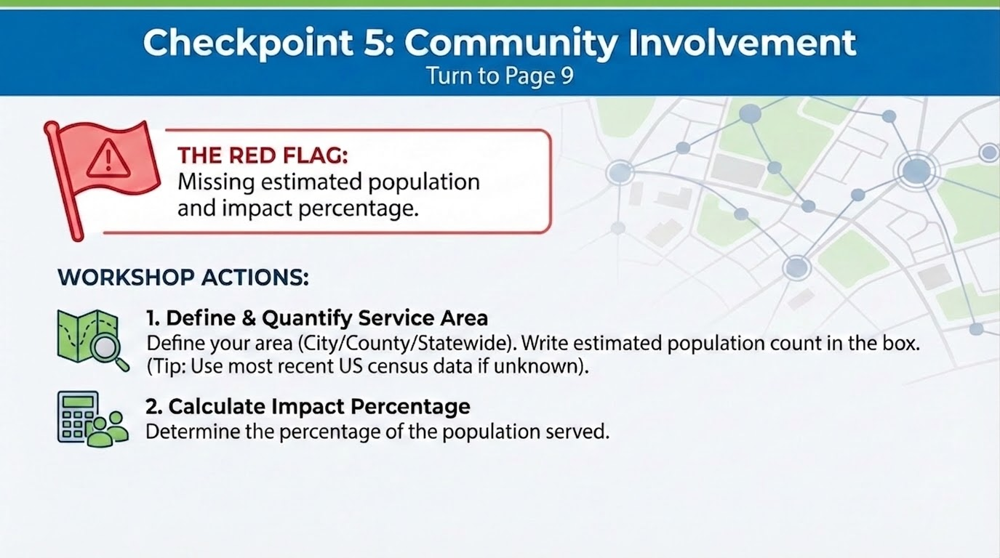 Checkpoint 5: Community Involvement
Turn to Page 9
THE RED FLAG:
Missing estimated population
and impact percentage.
WORKSHOP ACTIONS:
1. Define & Quantify Service Area
Define your area (City/County/Statewide). Write estimated population count in the box.
(Tip: Use most recent US census data if unknown).
2. Calculate Impact Percentage
Determine the percentage of the population served.